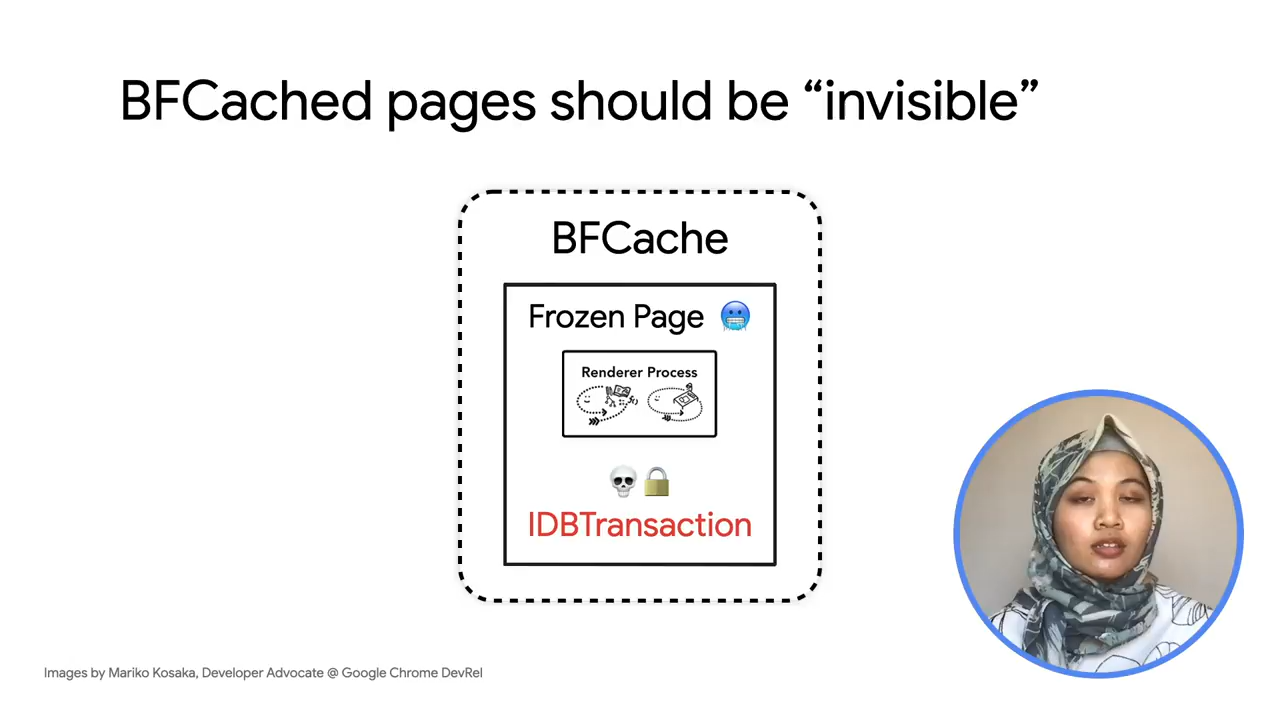 BFCached pages should be “invisible”
BFCache
Frozen Page
Renderer Process
IDBTransaction
Images by Mariko Kosaka, Developer Advocate @ Google Chrome DevRel